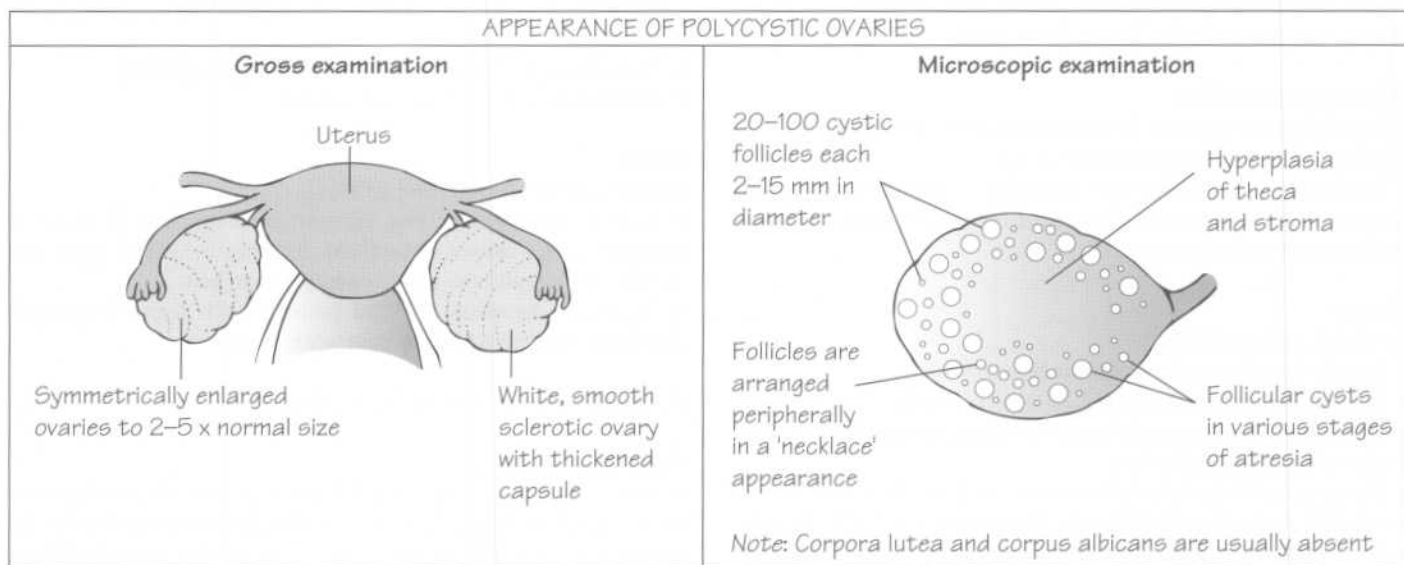 APPEARANCE OF POLYCYSTIC OVARIES
Gross examination
Uterus
Symmetrically enlarged
ovaries to 2–5 x normal size
White, smooth
sclerotic ovary
with thickened
capsule
Microscopic examination
20–100 cystic
follicles each
2–15 mm in
diameter
Hyperplasia
of theca
and stroma
Follicles are
arranged
peripherally
in a 'necklace'
appearance
Follicular cysts
in various stages
of atresia
Note: Corpora lutea and corpus albicans are usually absent